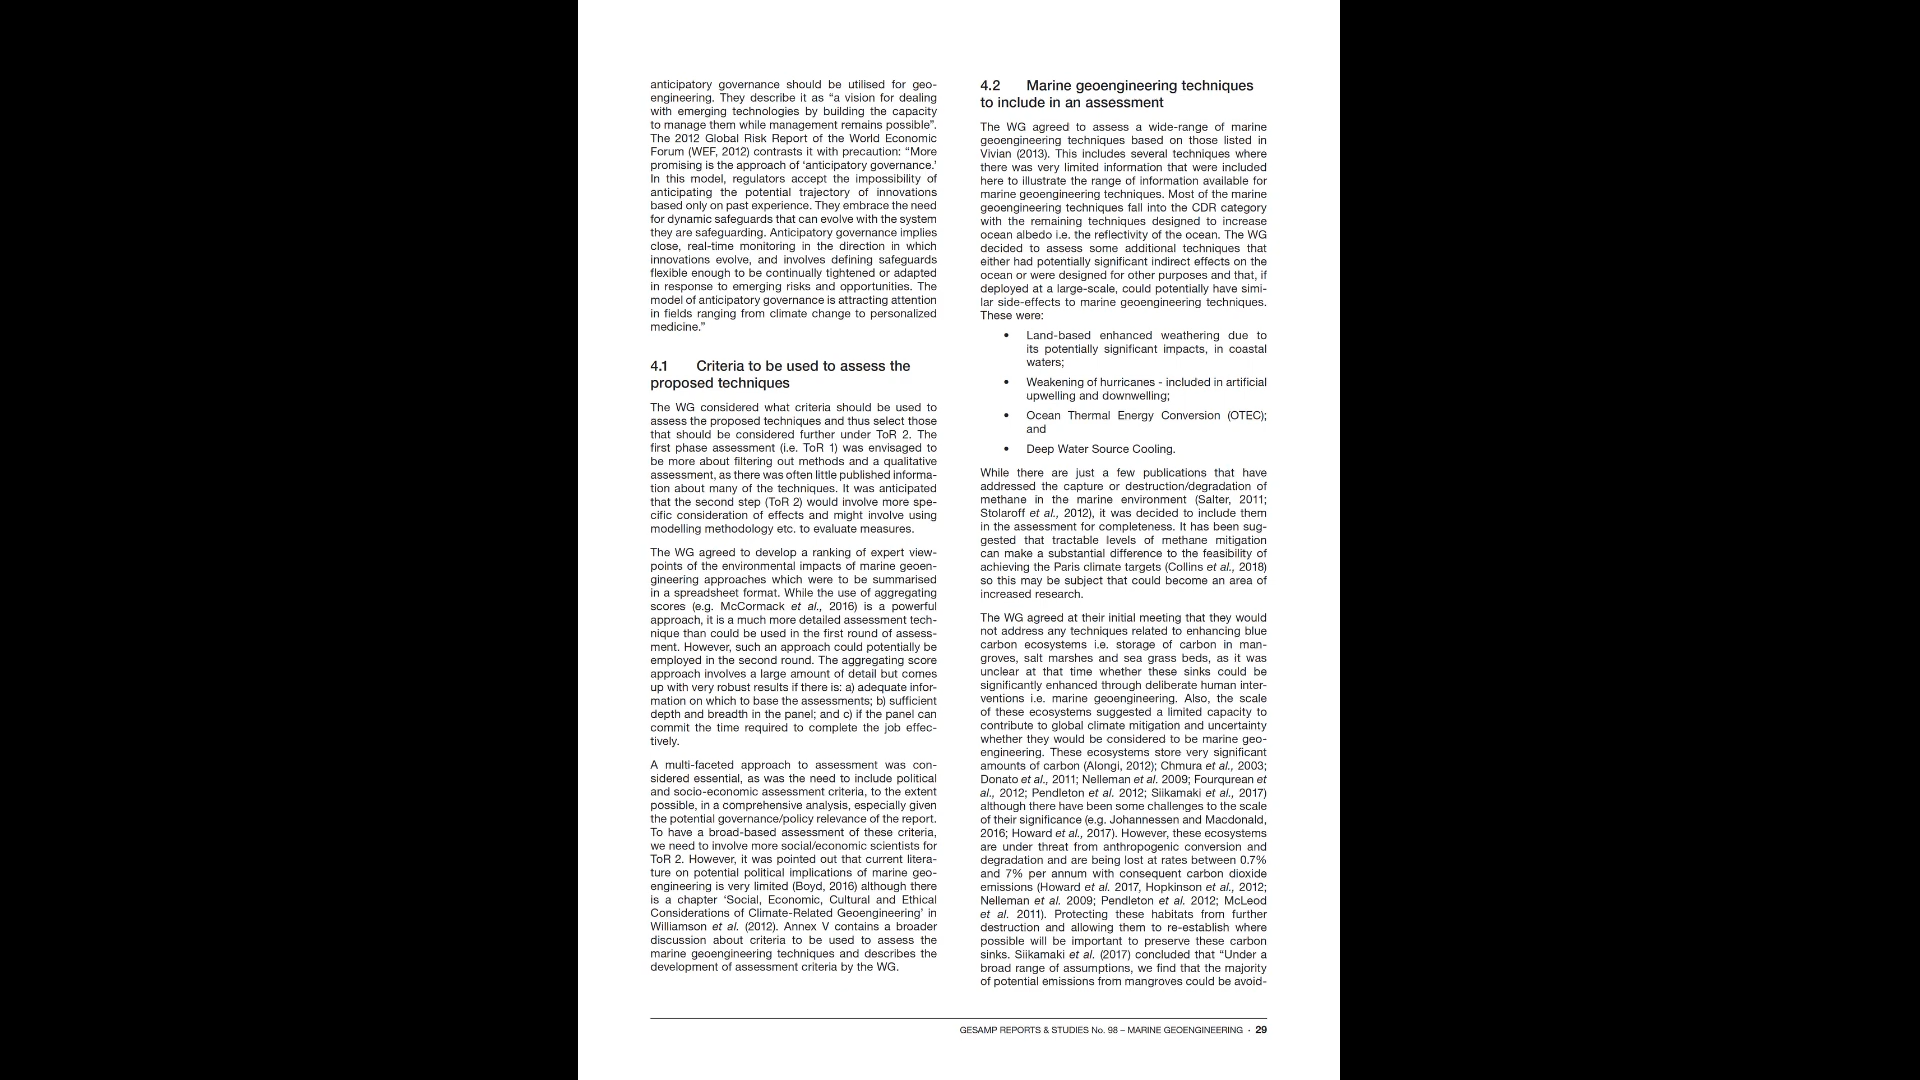 anticipatory governance should be utilised for geo-
engineering. They describe it as “a vision for dealing
with emerging technologies by building the capacity
to manage them while management remains possible”.
The 2012 Global Risk Report of the World Economic
Forum (WEF, 2012) contrasts it with precaution: “More
promising is the approach of ‘anticipatory governance.’
In this model, regulators accept the impossibility of
anticipating the potential trajectory of innovations
based only on past experience. They embrace the need
for dynamic safeguards that can evolve with the system
they are safeguarding. Anticipatory governance implies
close, real-time monitoring in the direction in which
innovations evolve, and involves defining safeguards
flexible enough to be continually tightened or adapted
in response to emerging risks and opportunities. The
model of anticipatory governance is attracting attention
in fields ranging from climate change to personalized
medicine.”
4.1 Criteria to be used to assess the
proposed techniques
The WG considered what criteria should be used to
assess the proposed techniques and thus select those
that should be considered further under ToR 2. The
first phase assessment (i.e. ToR 1) was envisaged to
be more about filtering out methods and a qualitative
assessment, as there was often little published informa-
tion about many of the techniques. It was anticipated
that the second step (ToR 2) would involve more spe-
cific consideration of effects and might involve using
modelling methodology etc. to evaluate measures.
The WG agreed to develop a ranking of expert view-
points of the environmental impacts of marine geoen-
gineering approaches which were to be summarised
in a spreadsheet format. While the use of aggregating
scores (e.g. McCormack et al., 2016) is a powerful
approach, it is a much more detailed assessment tech-
nique than could be used in the first round of assess-
ment. However, such an approach could potentially be
employed in the second round. The aggregating score
approach involves a large amount of detail but comes
up with very robust results if there is: a) adequate infor-
mation on which to base the assessments; b) sufficient
depth and breadth in the panel; and c) if the panel can
commit the time required to complete the job effec-
tively.
A multi-faceted approach to assessment was con-
sidered essential, as was the need to include political
and socio-economic assessment criteria, to the extent
possible, in a comprehensive analysis, especially given
the potential governance/policy relevance of the report.
To have a broad-based assessment of these criteria,
we need to involve more social/economic scientists for
ToR 2. However, it was pointed out that current litera-
ture on potential political implications of marine geo-
engineering is very limited (Boyd, 2016) although there
is a chapter ‘Social, Economic, Cultural and Ethical
Considerations of Climate-Related Geoengineering’ in
Williamson et al. (2012). Annex V contains a broader
discussion about criteria to be used to assess the
marine geoengineering techniques and describes the
development of assessment criteria by the WG.
4.2 Marine geoengineering techniques
to include in an assessment
The WG agreed to assess a wide-range of marine
geoengineering techniques based on those listed in
Vivian (2013). This includes several techniques where
there was very limited information that were included
here to illustrate the range of information available for
marine geoengineering techniques. Most of the marine
geoengineering techniques fall into the CDR category
with the remaining techniques designed to increase
ocean albedo i.e. the reflectivity of the ocean. The WG
decided to assess some additional techniques that
either had potentially significant indirect effects on the
ocean or were designed for other purposes and that, if
deployed at a large-scale, could potentially have simi-
lar side-effects to marine geoengineering techniques.
These were:
• Land-based enhanced weathering due to
its potentially significant impacts, in coastal
waters;
• Weakening of hurricanes - included in artificial
upwelling and downwelling;
• Ocean Thermal Energy Conversion (OTEC);
and
• Deep Water Source Cooling.
While there are just a few publications that have
addressed the capture or destruction/degradation of
methane in the marine environment (Salter, 2011;
Stolaroff et al., 2012), it was decided to include them
in the assessment for completeness. It has been sug-
gested that tractable levels of methane mitigation
can make a substantial difference to the feasibility of
achieving the Paris climate targets (Collins et al., 2018)
so this may be subject that could become an area of
increased research.
The WG agreed at their initial meeting that they would
not address any techniques related to enhancing blue
carbon ecosystems i.e. storage of carbon in man-
groves, salt marshes and sea grass beds, as it was
unclear at that time whether these sinks could be
significantly enhanced through deliberate human inter-
ventions i.e. marine geoengineering. Also, the scale
of these ecosystems suggested a limited capacity to
contribute to global climate mitigation and uncertainty
whether they would be considered to be marine geo-
engineering. These ecosystems store very significant
amounts of carbon (Alongi, 2012); Chmura et al., 2003;
Donato et al., 2011; Nelleman et al. 2009; Fourqurean et
al., 2012; Pendleton et al. 2012; Siikamaki et al., 2017)
although there have been some challenges to the scale
of their significance (e.g. Johannessen and Macdonald,
2016; Howard et al., 2017). However, these ecosystems
are under threat from anthropogenic conversion and
degradation and are being lost at rates between 0.7%
and 7% per annum with consequent carbon dioxide
emissions (Howard et al. 2017, Hopkinson et al., 2012;
Nelleman et al. 2009; Pendleton et al. 2012; McLeod
et al. 2011). Protecting these habitats from further
destruction and allowing them to re-establish where
possible will be important to preserve these carbon
sinks. Siikamaki et al. (2017) concluded that “Under a
broad range of assumptions, we find that the majority
of potential emissions from mangroves could be avoid-
GESAMP REPORTS & STUDIES No. 98 – MARINE GEOENGINEERING · 29